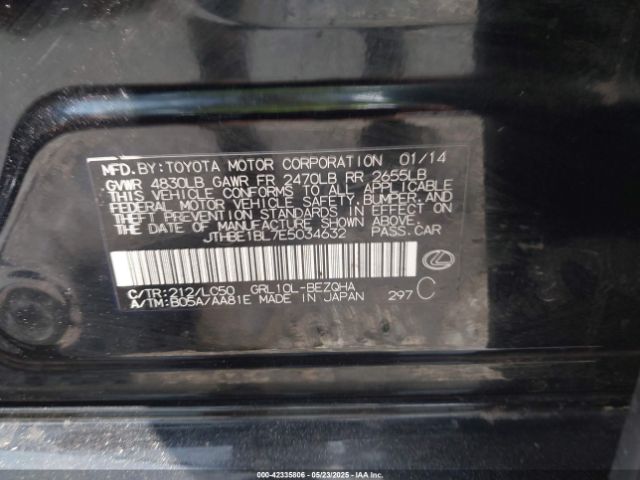 MFD. BY: TOYOTA MOTOR CORPORATION 01/14
GVWR 4830LB GAWR FR 2470LB RR 2655LB
THIS VEHICLE CONFORMS TO ALL APPLICABLE
FEDERAL MOTOR VEHICLE SAFETY, BUMPER, AND
THEFT PREVENTION STANDARDS IN EFFECT ON
THE DATE OF MANUFACTURE SHOWN ABOVE.
JTHBE1BL7E5034632 PASS. CAR
C/TR: 212/LC50 GRL10L-BEZQHA
A/TM: B05A/AA81E MADE IN JAPAN 297 C
000-42335806 05/23/2025 IAAI.COM